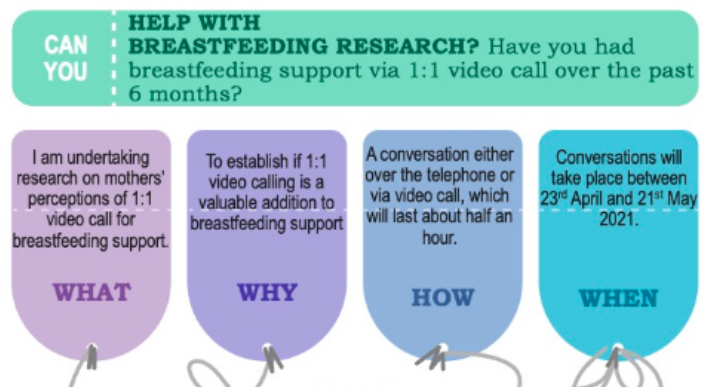 CAN
YOU
HELP WITH
BREASTFEEDING RESEARCH? Have you had
breastfeeding support via 1:1 video call over the past
6 months?
I am undertaking
research on mothers'
perceptions of 1:1
video call for
breastfeeding support.
WHAT
To establish if 1:1
video calling is a
valuable addition to
breastfeeding support
WHY
A conversation either
over the telephone or
via video call, which
will last about half an
hour.
HOW
Conversations will
take place between
23rd April and 21st May
2021.
WHEN